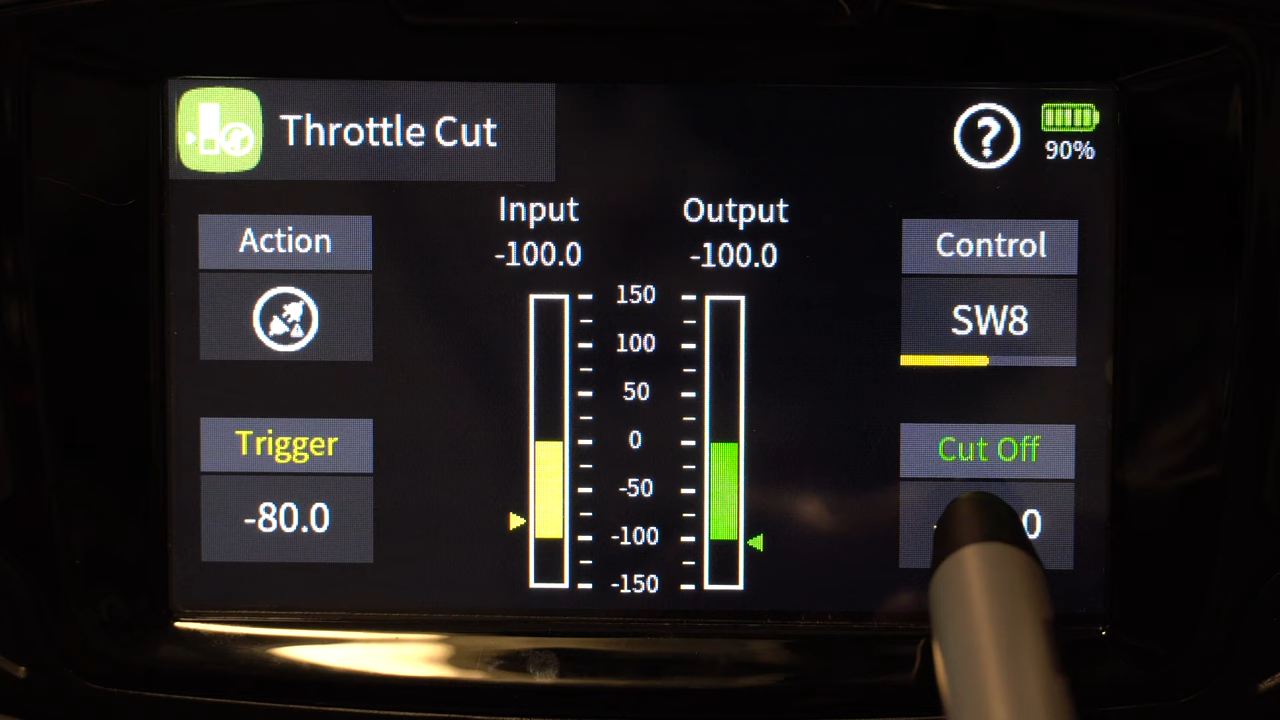 Throttle Cut
?
90%
Input
Output
-100.0
-100.0
Action
Control
SW8
150
100
50
0
-50
-100
-150
Trigger
-80.0
Cut Off